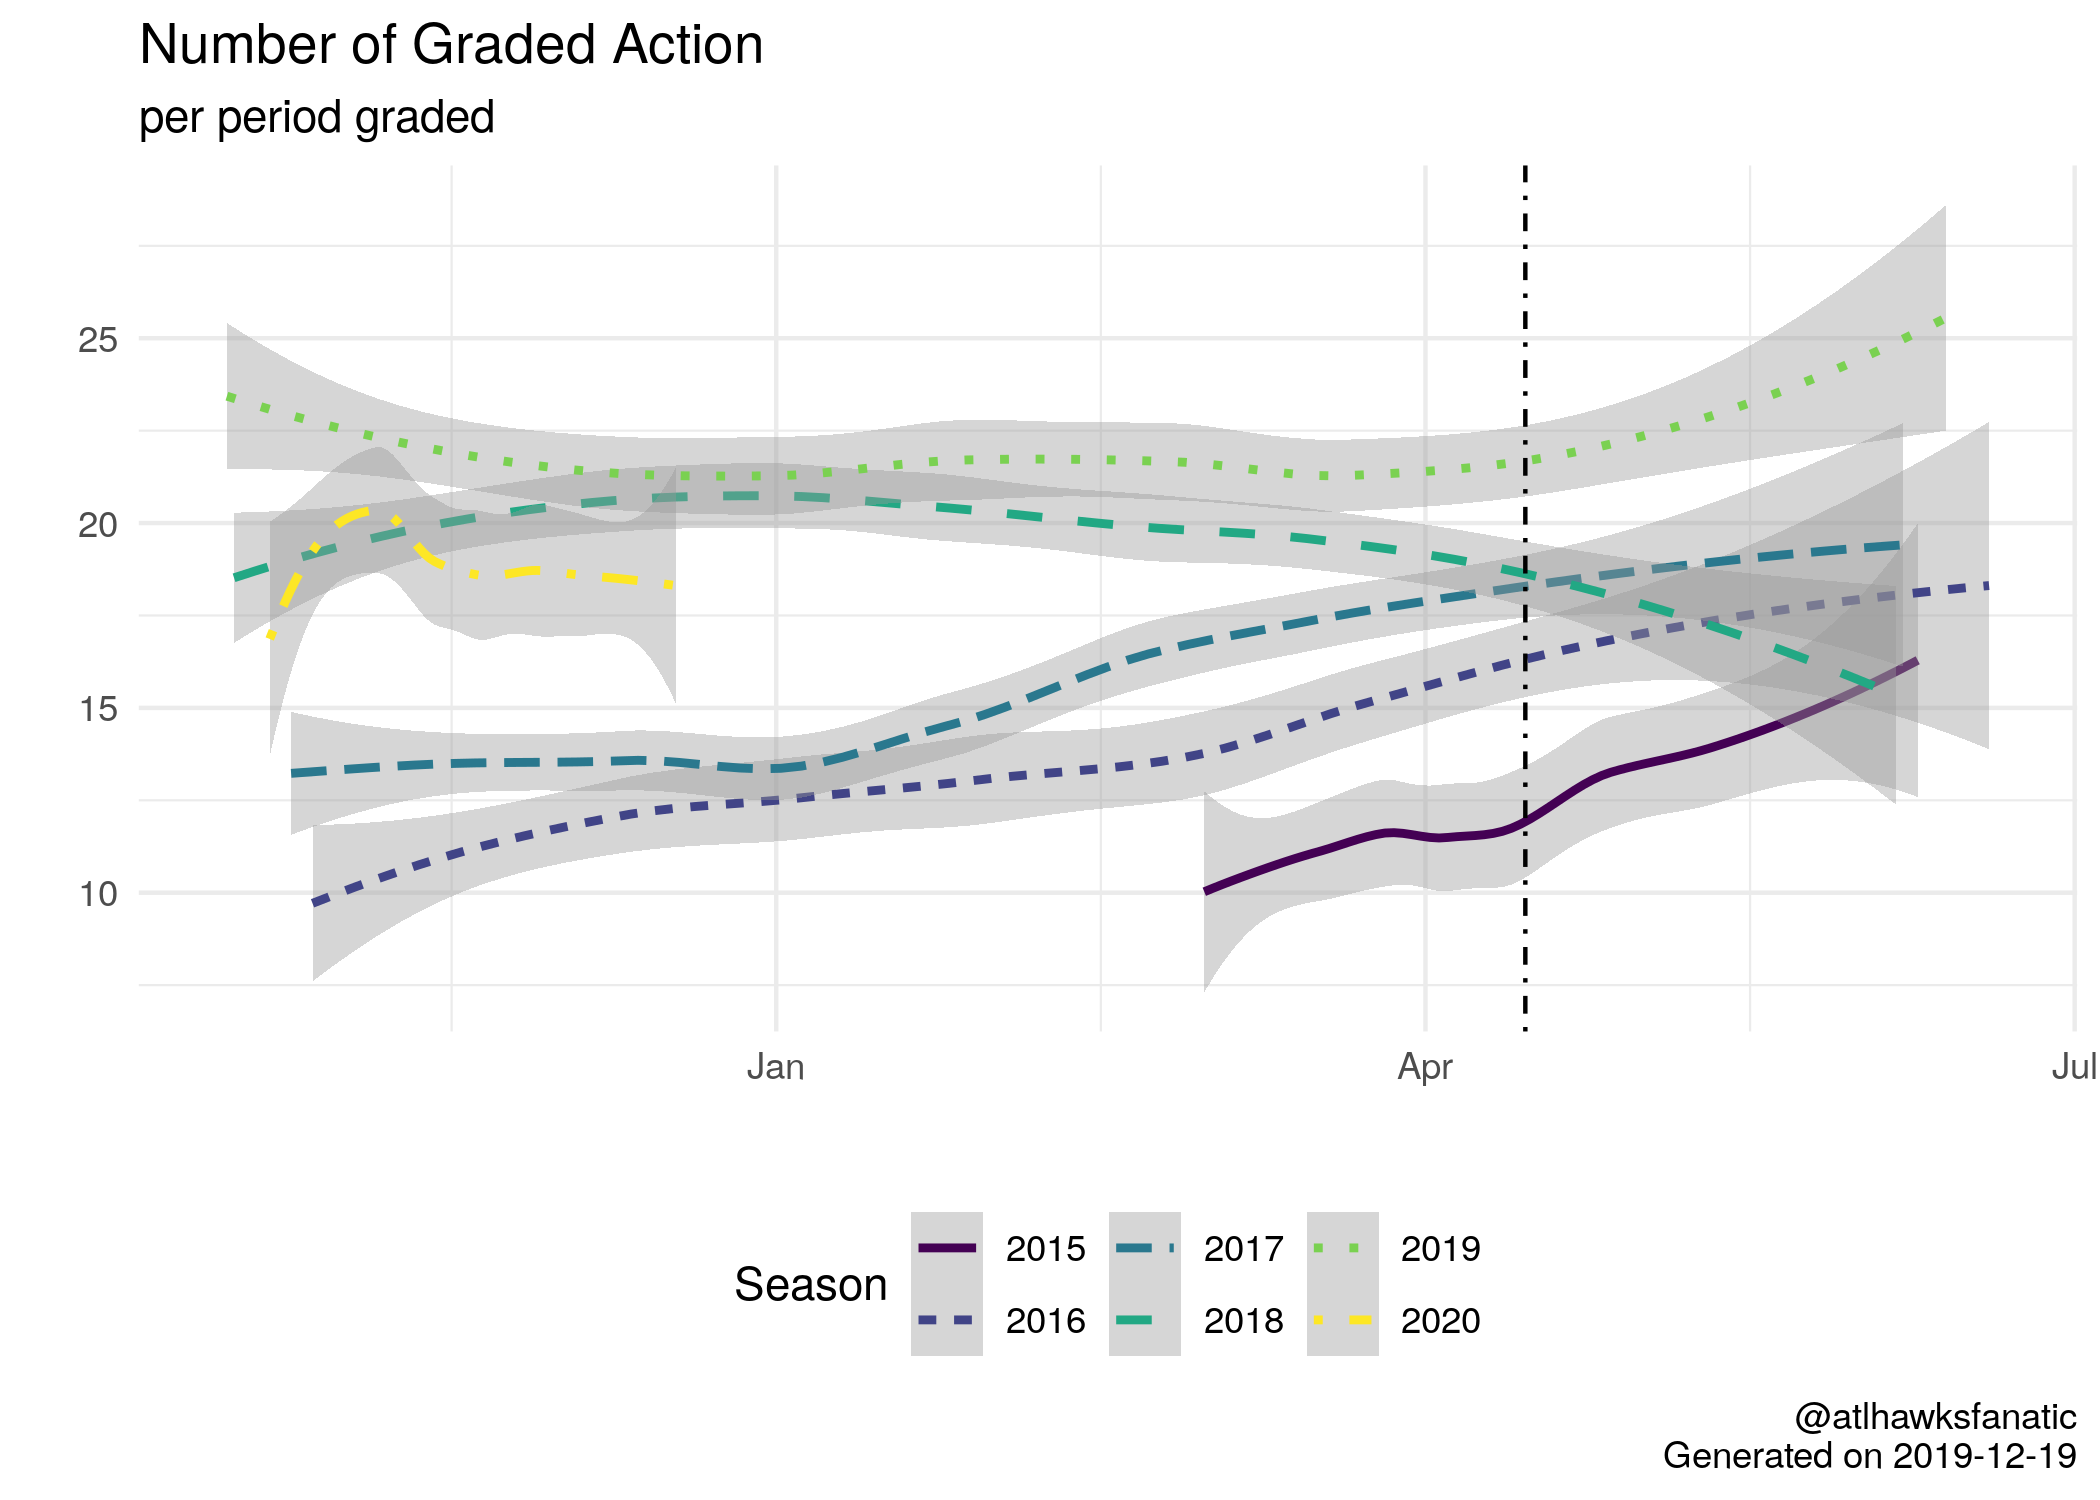 Number of Graded Action
per period graded
25
20
15
10
Jan
Apr
Jul
Season
2015
2017
2019
2016
2018
2020
@atlhawksfanatic
Generated on 2019-12-19